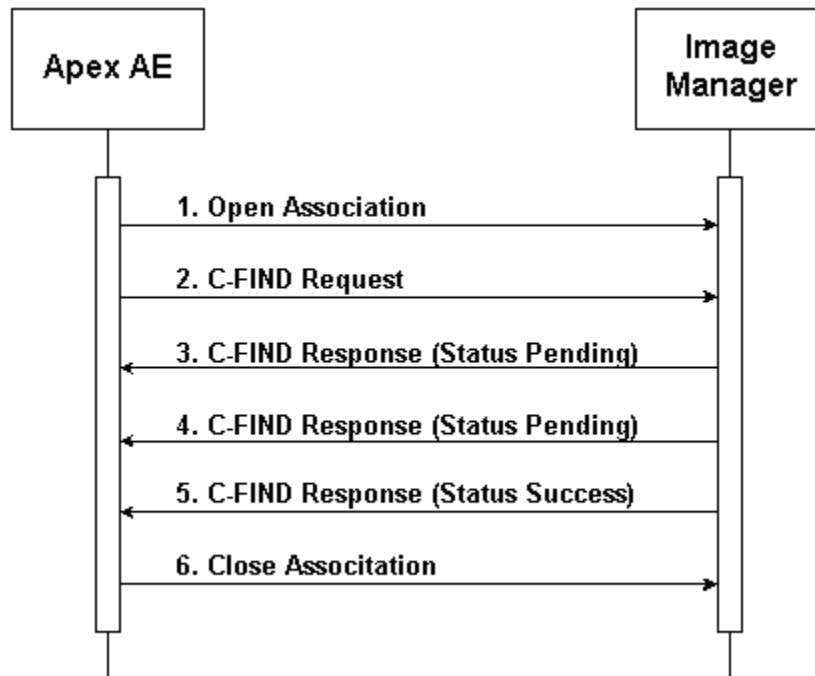 Apex AE
Image
Manager
1. Open Association
2. C-FIND Request
3. C-FIND Response (Status Pending)
4. C-FIND Response (Status Pending)
5. C-FIND Response (Status Success)
6. Close Associtation